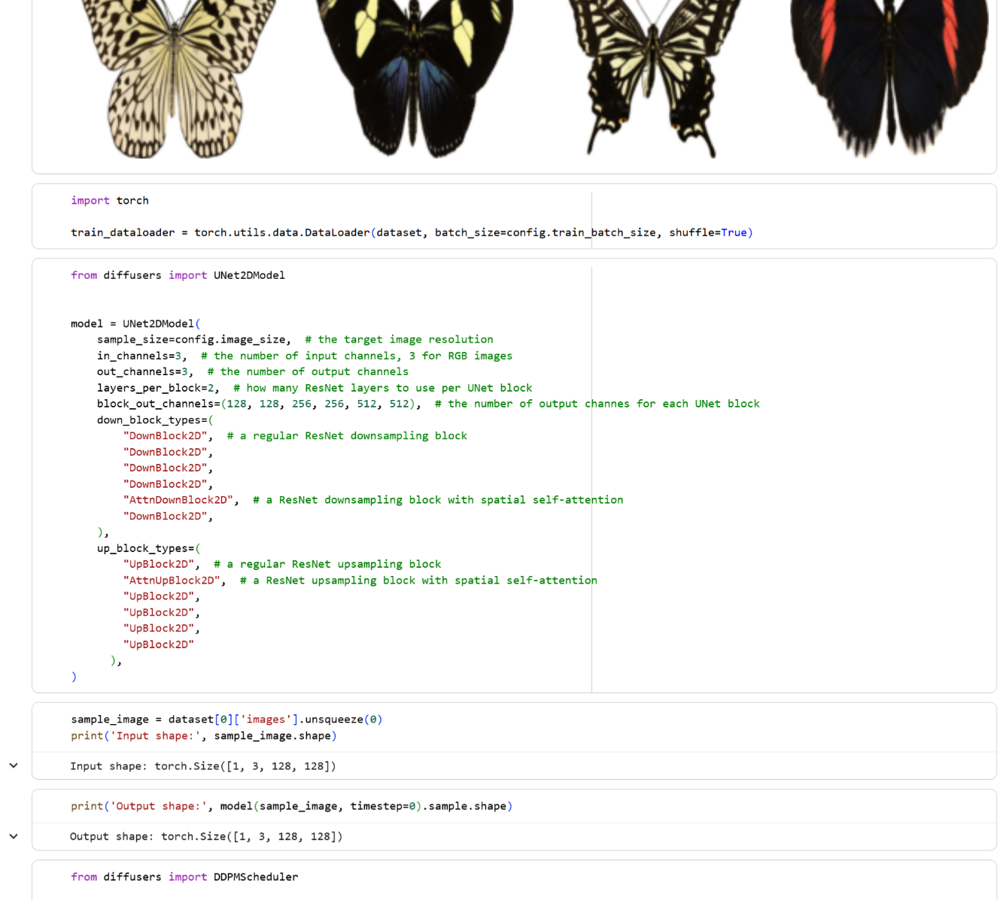 import torch
train_dataloader = torch.utils.data.DataLoader(dataset, batch_size=config.train_batch_size, shuffle=True)
from diffusers import UNet2DModel
model = UNet2DModel(
    sample_size=config.image_size,  # the target image resolution
    in_channels=3,  # the number of input channels, 3 for RGB images
    out_channels=3,  # the number of output channels
    layers_per_block=2,  # how many ResNet layers to use per UNet block
    block_out_channels=(128, 128, 256, 256, 512, 512),  # the number of output channes for each UNet block
    down_block_types=(
        "DownBlock2D",  # a regular ResNet downsampling block
        "DownBlock2D",
        "DownBlock2D",
        "DownBlock2D",
        "AttnDownBlock2D",  # a ResNet downsampling block with spatial self-attention
        "DownBlock2D",
    ),
    up_block_types=(
        "UpBlock2D",  # a regular ResNet upsampling block
        "AttnUpBlock2D",  # a ResNet upsampling block with spatial self-attention
        "UpBlock2D",
        "UpBlock2D",
        "UpBlock2D",
        "UpBlock2D"
      ),
)
sample_image = dataset[0]['images'].unsqueeze(0)
print('Input shape:', sample_image.shape)
Input shape: torch.Size([1, 3, 128, 128])
print('Output shape:', model(sample_image, timestep=0).sample.shape)
Output shape: torch.Size([1, 3, 128, 128])
from diffusers import DDPMScheduler